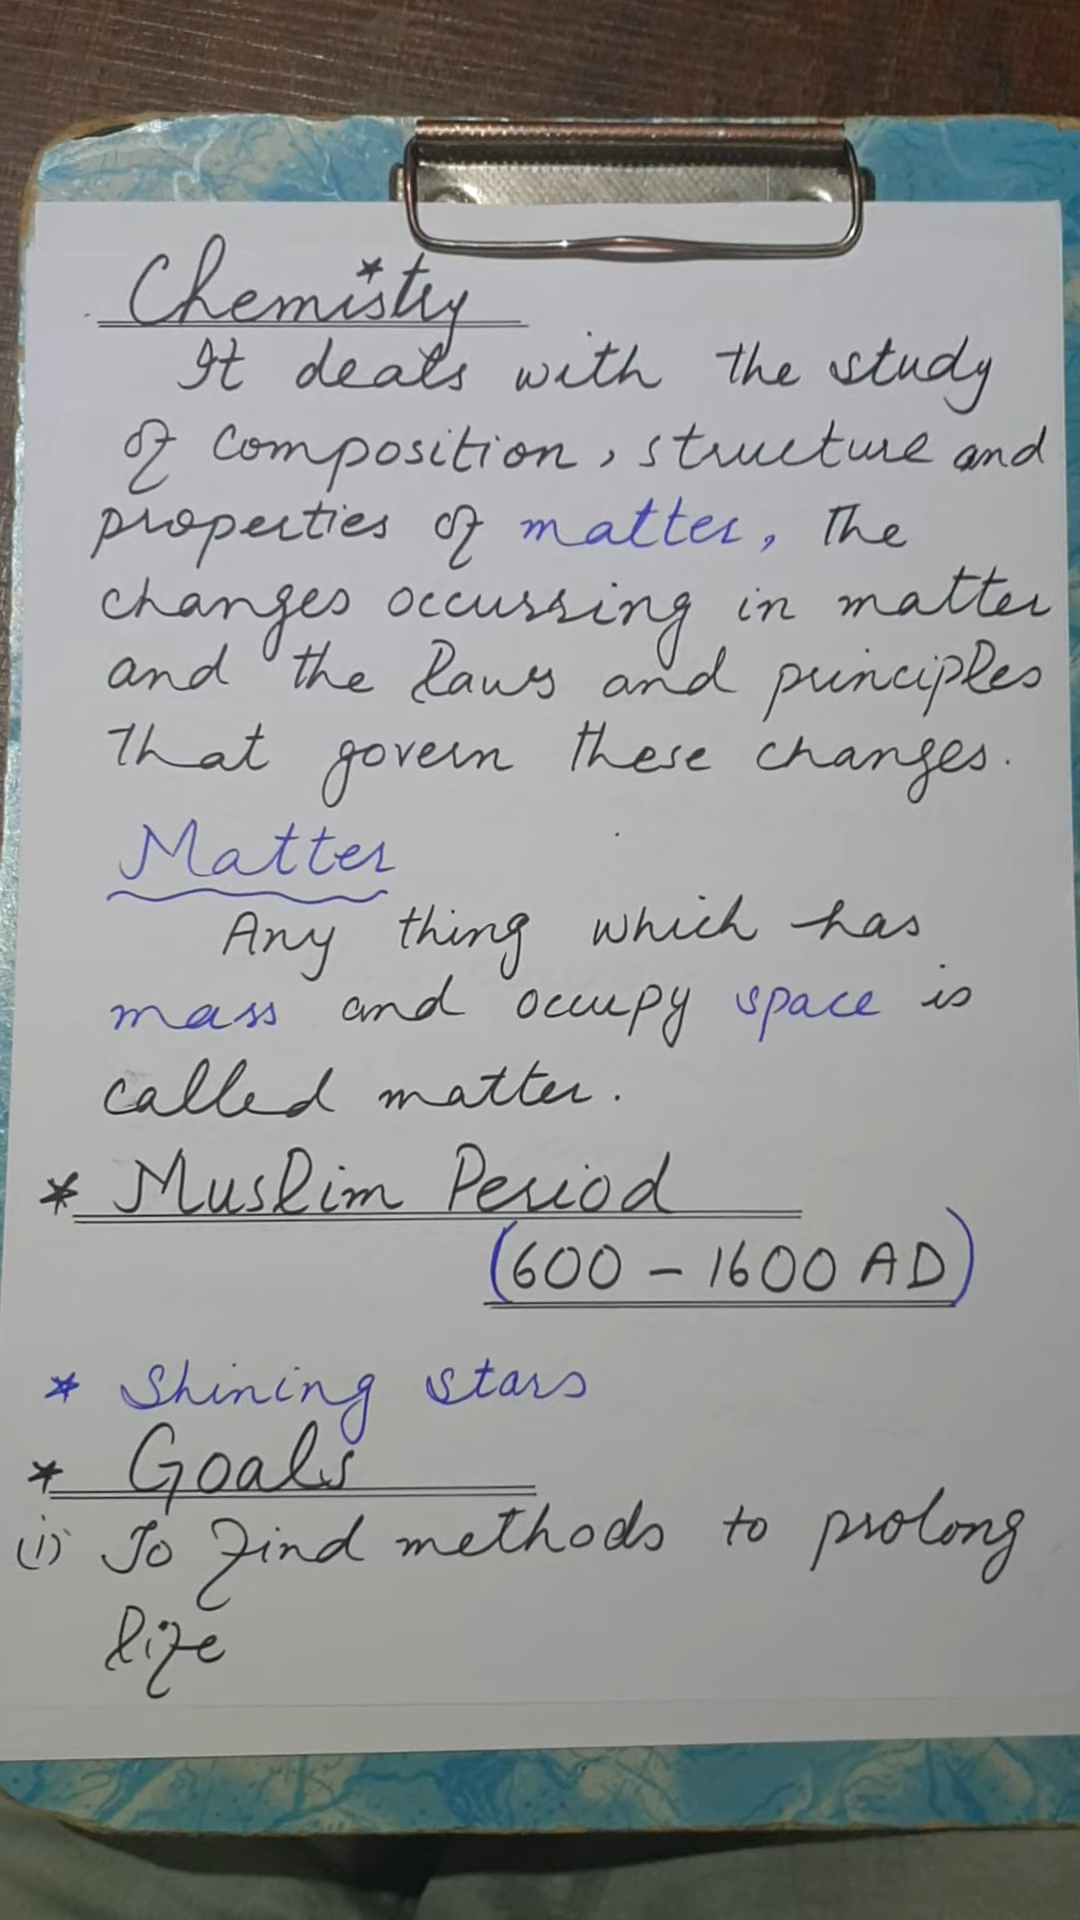 Chemistry
It deals with the study
of composition, structure and
properties of matter, The
changes occurring in matter
and the laws and principles
That govern these changes.
Matter
Any thing which has
mass and occupy space is
called matter.
* Muslim Period
(600 - 1600 AD)
* Shining stars
* Goals
(i) To find methods to prolong
life